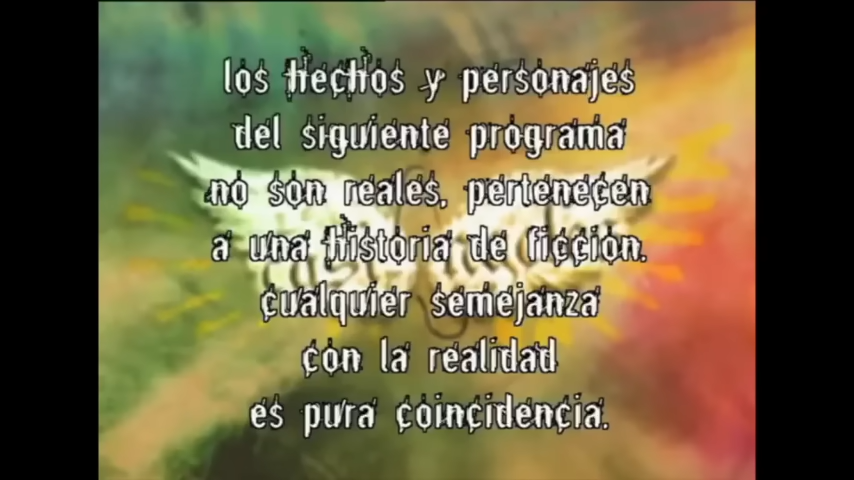 los hechos y personajes
del siguiente programa
no son reales, pertenecen
a una historia de ficción.
cualquier semejanza
con la realidad
es pura coincidencia.